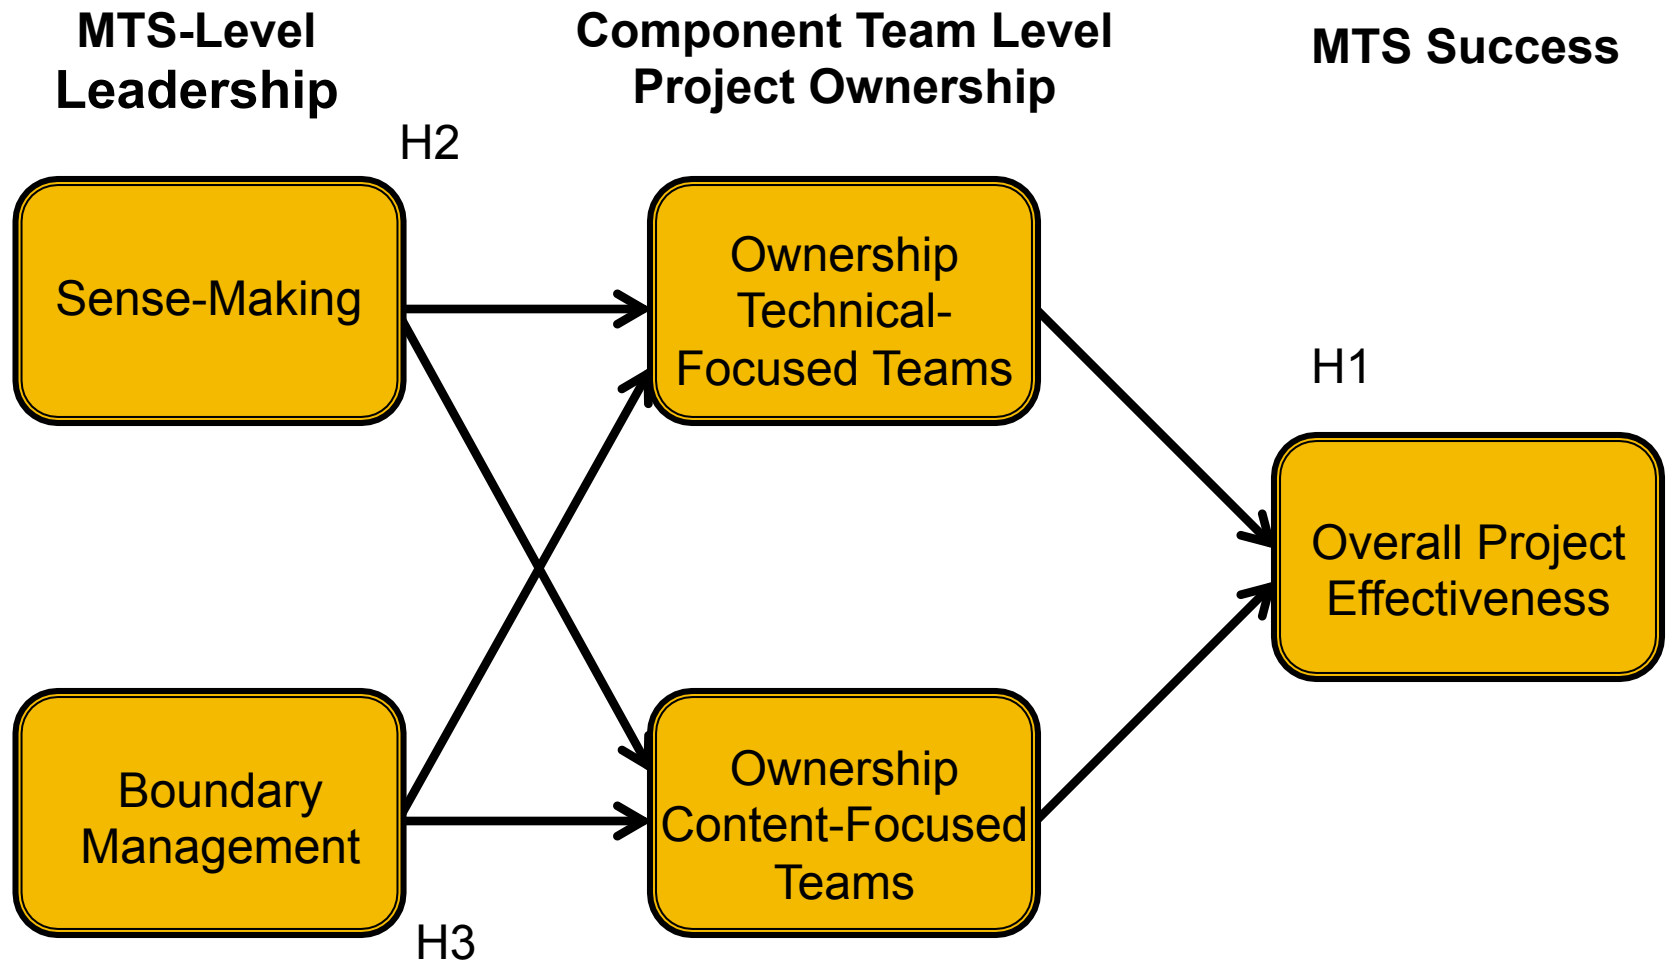 MTS-Level
Leadership
Component Team Level
Project Ownership
MTS Success
H2
Sense-Making
Ownership
Technical-
Focused Teams
H1
Overall Project
Effectiveness
Boundary
Management
Ownership
Content-Focused
Teams
H3